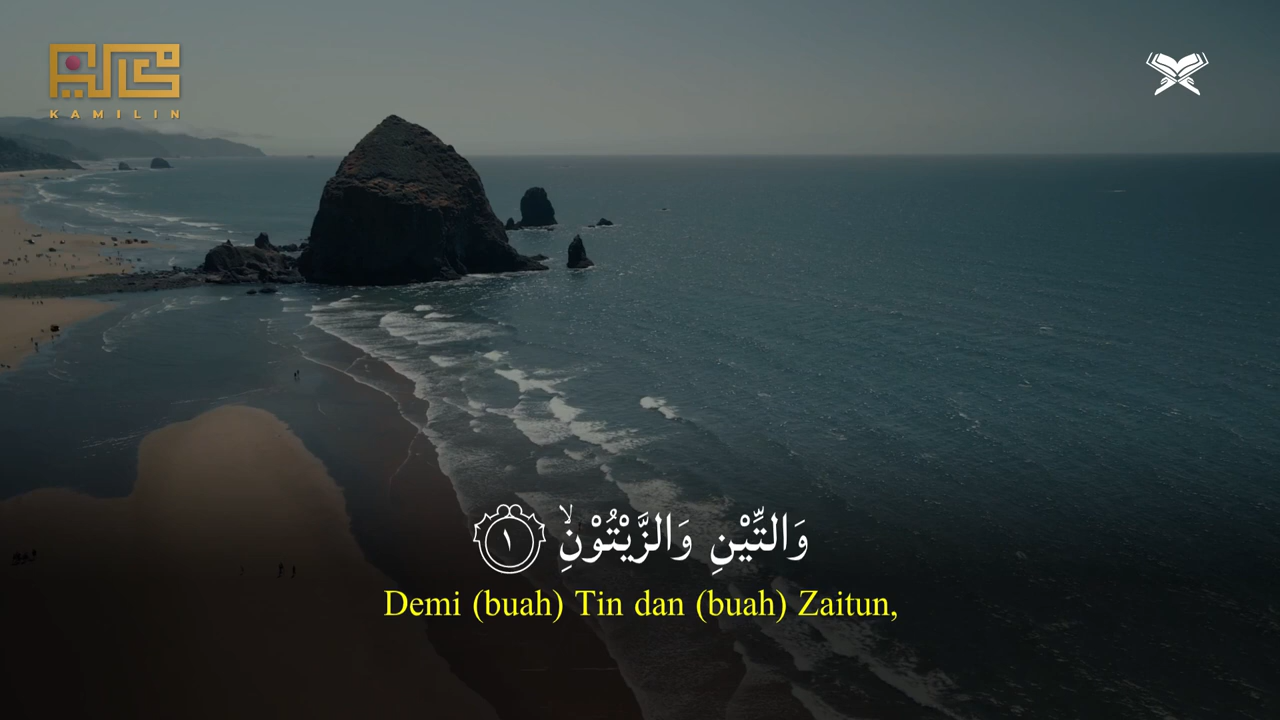 KAMILIN
وَالتِّيْنِ وَالزَّيْتُوْنِۙ ١
Demi (buah) Tin dan (buah) Zaitun,